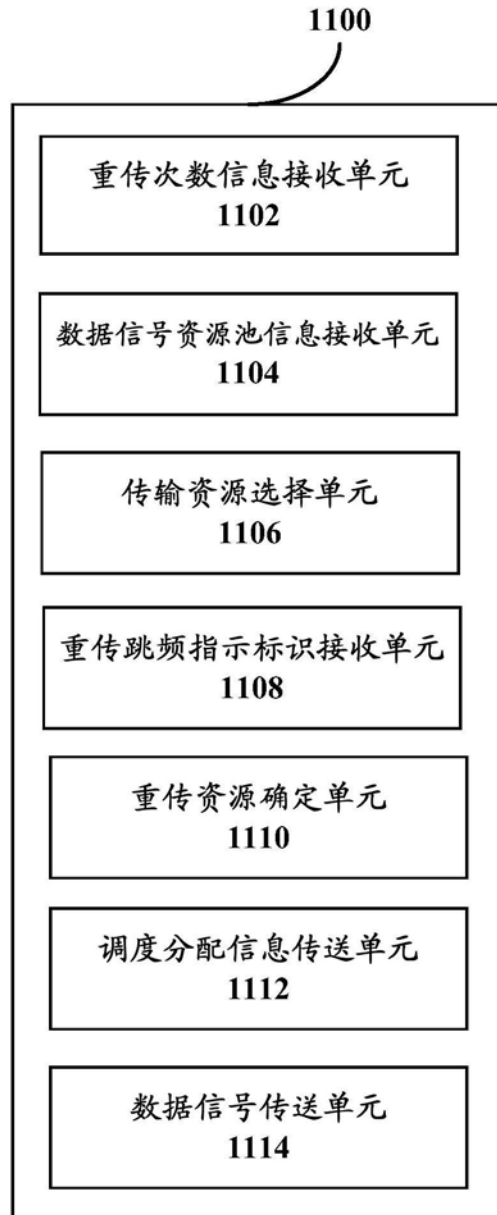 1100
重传次数信息接收单元
1102
数据信号资源池信息接收单元
1104
传输资源选择单元
1106
重传跳频指示标识接收单元
1108
重传资源确定单元
1110
调度分配信息传送单元
1112
数据信号传送单元
1114